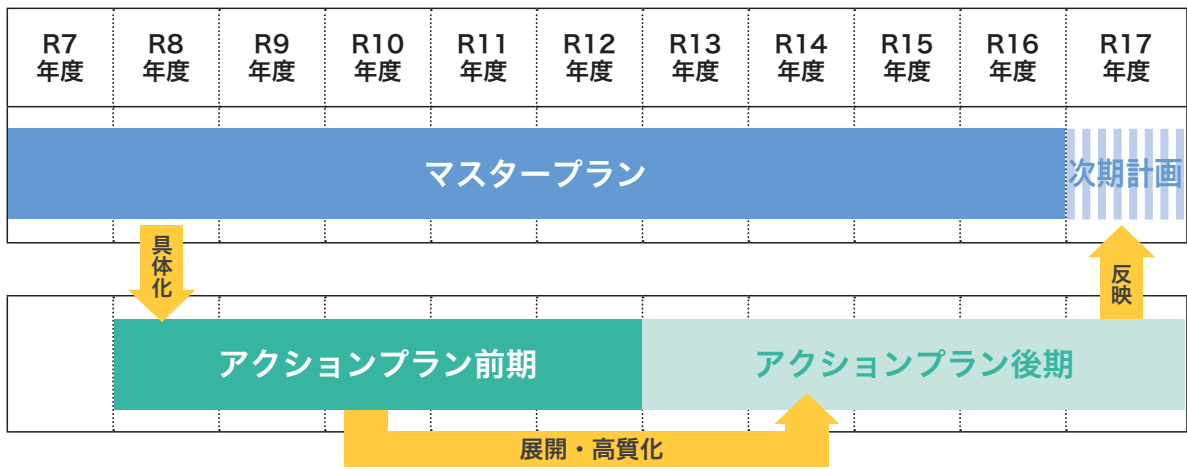 R7
年度
R8
年度
R9
年度
R10
年度
R11
年度
R12
年度
R13
年度
R14
年度
R15
年度
R16
年度
R17
年度
マスタープラン
次期計画
具体化
反映
アクションプラン前期
アクションプラン後期
展開・高質化